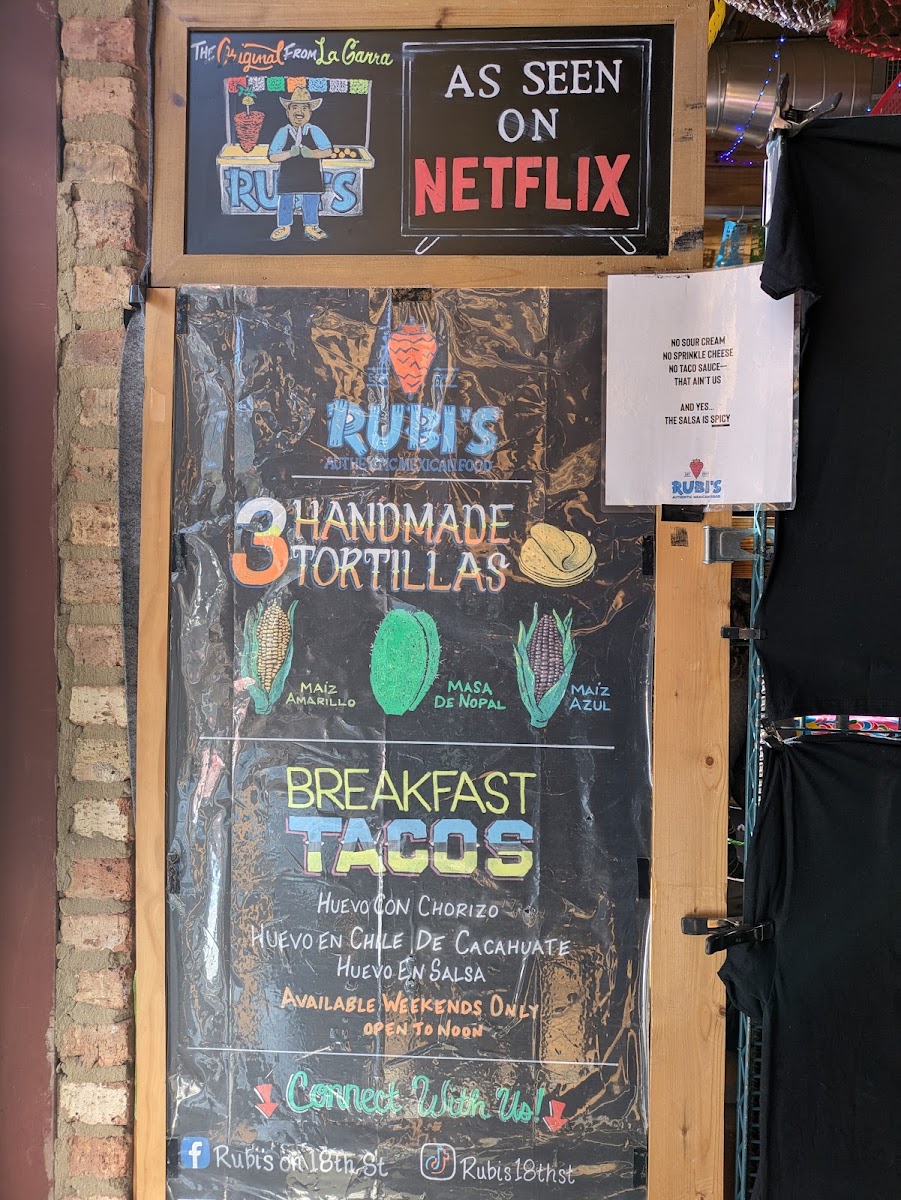 The Original From La Garra
RUBI'S
AS SEEN
ON
NETFLIX
NO SOUR CREAM
NO SPRINKLE CHEESE
NO TACO SAUCE—
THAT AIN'T US
AND YES...
THE SALSA IS SPICY
RUBI'S
AUTHENTIC MEXICAN FOOD
RUBI'S
AUTHENTIC MEXICAN FOOD
3 HANDMADE
TORTILLAS
MAÍZ
AMARILLO
MASA
DE NOPAL
MAÍZ
AZUL
BREAKFAST
TACOS
HUEVO CON CHORIZO
HUEVO EN CHILE DE CACAHUATE
HUEVO EN SALSA
AVAILABLE WEEKENDS ONLY
OPEN TO NOON
Connect With Us!
Rubi's on 18th St
Rubis18thst